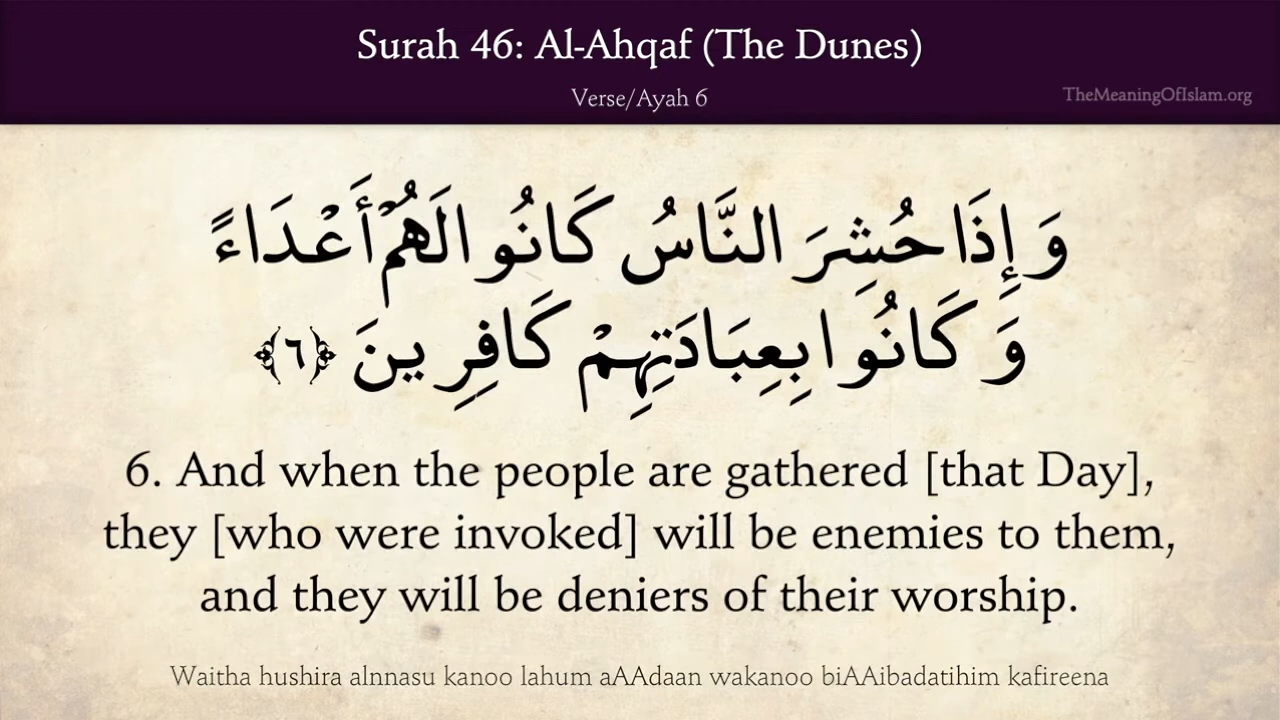 Surah 46: Al-Ahqaf (The Dunes)
Verse/Ayah 6
TheMeaningOfIslam.org
وَإِذَا حُشِرَ النَّاسُ كَانُوا لَهُمْ أَعْدَاءً
وَكَانُوا بِعِبَادَتِهِمْ كَافِرِينَ ﴿٦﴾
6. And when the people are gathered [that Day],
they [who were invoked] will be enemies to them,
and they will be deniers of their worship.
Waitha hushira alnnasu kanoo lahum aAAdaan wakanoo biAAibadatihim kafireena